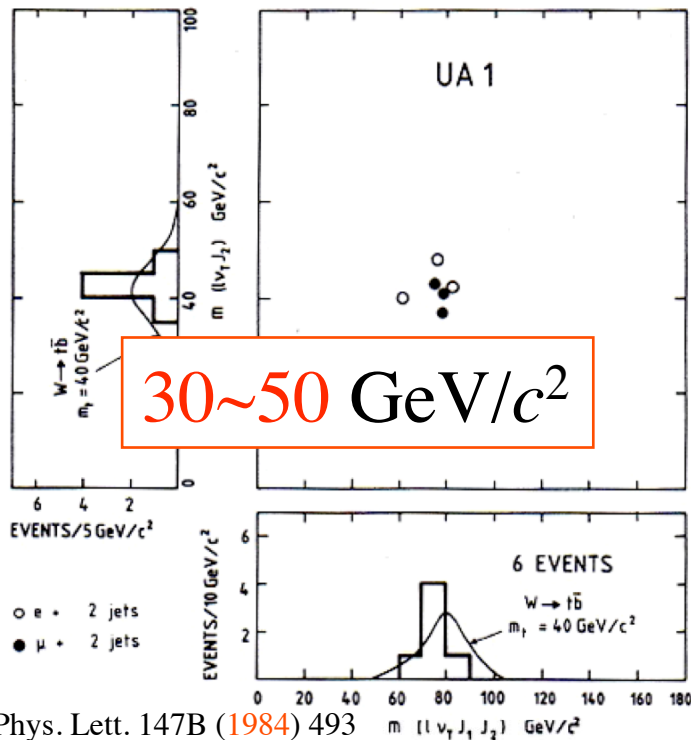 100
80
60
40
0
m (lν_T J_2) GeV/c²
W → tb̄
m_t = 40 GeV/c²
6 4 2
EVENTS/5 GeV/c²
UA 1
30~50 GeV/c²
EVENTS/10 GeV/c²
6
4
2
6 EVENTS
W → tb̄
m_t = 40 GeV/c²
○ e + 2 jets
● μ + 2 jets
0 20 40 60 80 100 120 140 160 180
Phys. Lett. 147B (1984) 493
m (l ν_T J_1 J_2) GeV/c²